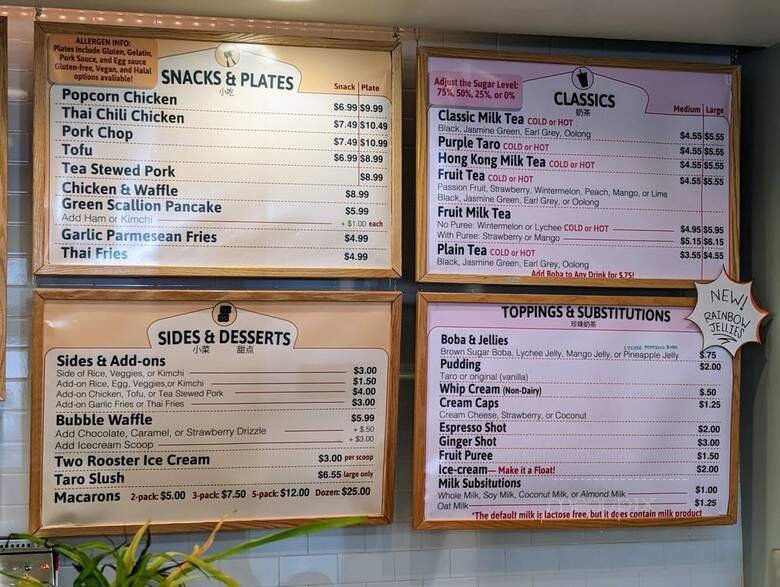 ALLERGEN INFO:
Plates Include Gluten, Gelatin,
Pork Sauce, and Egg sauce
Gluten-free, Vegan, and Halal
options avaliable!
SNACKS & PLATES
小吃
Snack | Plate
Popcorn Chicken $6.99 $9.99
Thai Chili Chicken $7.49 $10.49
Pork Chop $7.49 $10.99
Tofu $6.99 $8.99
Tea Stewed Pork $8.99
Chicken & Waffle $8.99
Green Scallion Pancake $5.99
Add Ham or Kimchi + $1.00 each
Garlic Parmesean Fries $4.99
Thai Fries $4.99
Adjust the Sugar Level:
75%, 50%, 25%, or 0%
CLASSICS
奶茶
Medium Large
Classic Milk Tea COLD or HOT
Black, Jasmine Green, Earl Grey, Oolong $4.55 $5.55
Purple Taro COLD or HOT $4.55 $5.55
Hong Kong Milk Tea COLD or HOT $4.55 $5.55
Fruit Tea COLD or HOT $4.55 $5.55
Passion Fruit, Strawberry, Wintermelon, Peach, Mango, or Lime
Black, Jasmine Green, Earl Grey, or Oolong
Fruit Milk Tea
No Puree: Wintermelon or Lychee COLD or HOT $4.95 $5.95
With Puree: Strawberry or Mango $5.15 $6.15
Plain Tea COLD or HOT $3.55 $4.55
Black, Jasmine Green, Earl Grey, Oolong
Add Boba to Any Drink for $.75!
SIDES & DESSERTS
小菜 甜点
Sides & Add-ons
Side of Rice, Veggies, or Kimchi $3.00
Add-on Rice, Egg, Veggies,or Kimchi $1.50
Add-on Chicken, Tofu, or Tea Stewed Pork $4.00
Add-on Garlic Fries or Thai Fries $3.00
Bubble Waffle $5.99
Add Chocolate, Caramel, or Strawberry Drizzle + $.50
Add Icecream Scoop + $3.00
Two Rooster Ice Cream $3.00 per scoop
Taro Slush $6.55 large only
Macarons 2-pack: $5.00 3-pack: $7.50 5-pack: $12.00 Dozen: $25.00
TOPPINGS & SUBSTITUTIONS
珍珠奶茶
NEW!
RAINBOW
JELLIES
Boba & Jellies LYCHEE POPPING BOBA
Brown Sugar Boba, Lychee Jelly, Mango Jelly, or Pineapple Jelly $.75
Pudding $2.00
Taro or original (vanilla)
Whip Cream (Non-Dairy) $.50
Cream Caps $1.25
Cream Cheese, Strawberry, or Coconut
Espresso Shot $2.00
Ginger Shot $3.00
Fruit Puree $1.50
Ice-cream— Make it a Float! $2.00
Milk Subsitutions
Whole Milk, Soy Milk, Coconut Milk, or Almond Milk $1.00
Oat Milk $1.25
*The default milk is lactose free, but it does contain milk product